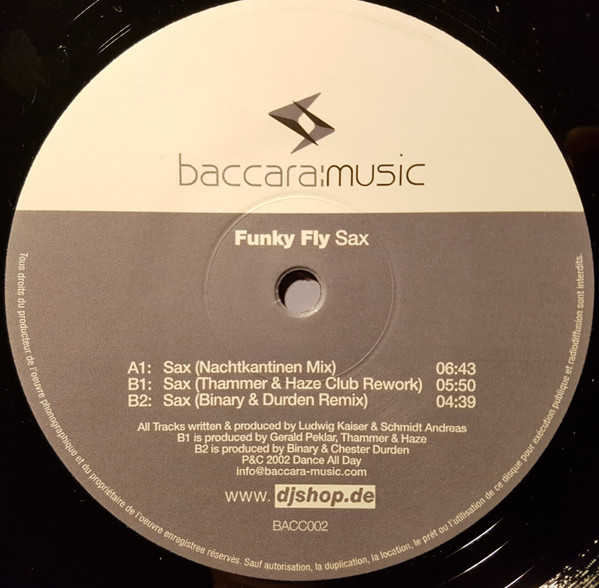 baccara:music
Funky Fly Sax
A1: Sax (Nachtkantinen Mix) 06:43
B1: Sax (Thammer & Haze Club Rework) 05:50
B2: Sax (Binary & Durden Remix) 04:39
All Tracks written & produced by Ludwig Kaiser & Schmidt Andreas
B1 is produced by Gerald Peklar, Thammer & Haze
B2 is produced by Binary & Chester Durden
P&C 2002 Dance All Day
info@baccara-music.com
www. djshop.de
BACC002
Tous droits du producteur de l'oeuvre phonographique et du propriétaire de l'oeuvre enregistree réservés. Sauf autorisation, la duplication, la location, le prêt ou l'utilisation de ce disque pour exécution publique et radiodiffusion sont interdits.